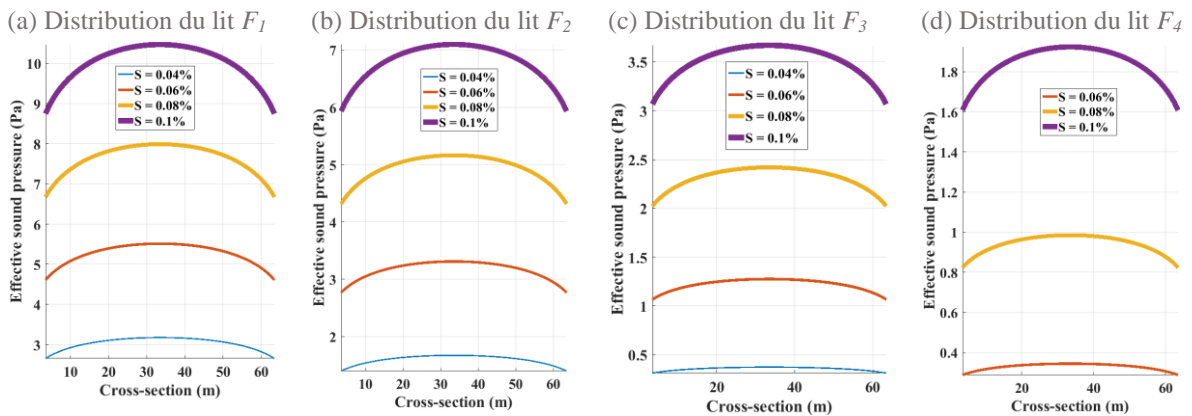 (a) Distribution du lit F1
(b) Distribution du lit F2
(c) Distribution du lit F3
(d) Distribution du lit F4
Effective sound pressure (Pa)
10
9
8
7
6
5
4
3
S = 0.04%
S = 0.06%
S = 0.08%
S = 0.1%
10 20 30 40 50 60
Cross-section (m)
Effective sound pressure (Pa)
7
6
5
4
3
2
S = 0.04%
S = 0.06%
S = 0.08%
S = 0.1%
10 20 30 40 50 60
Cross-section (m)
Effective sound pressure (Pa)
3.5
3
2.5
2
1.5
1
0.5
S = 0.04%
S = 0.06%
S = 0.08%
S = 0.1%
20 40 60
Cross-section (m)
Effective sound pressure (Pa)
1.8
1.6
1.4
1.2
1
0.8
0.6
0.4
S = 0.06%
S = 0.08%
S = 0.1%
20 40 60
Cross-section (m)